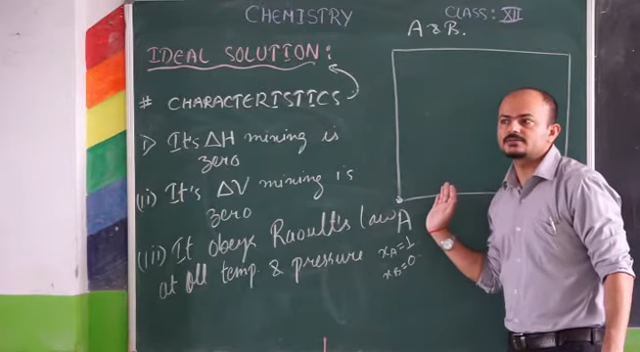 CHEMISTRY
CLASS: XII
A & B.
IDEAL SOLUTION:
# CHARACTERISTICS
i) It's ΔH mixing is
zero
(ii) It's ΔV mixing is
zero
(iii) It obeys Raoult's law
at all temp. & pressure
A
xA=1
xB=0